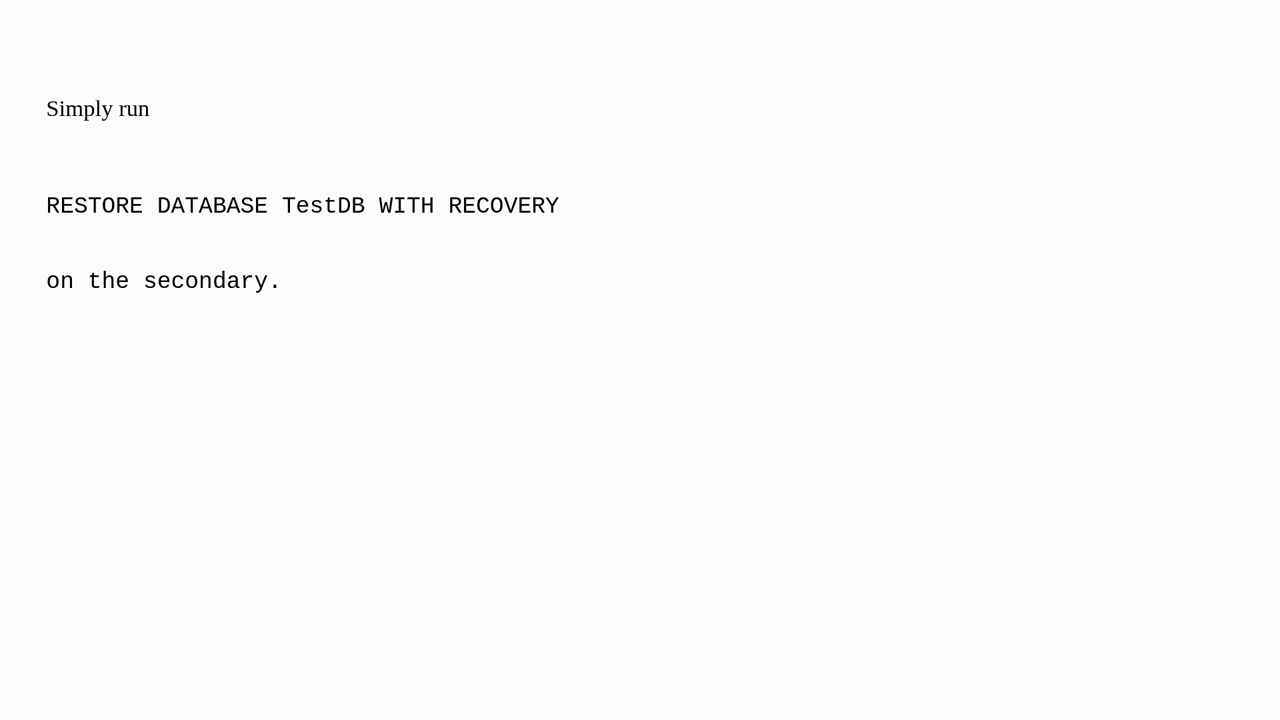 Simply run
RESTORE DATABASE TestDB WITH RECOVERY
on the secondary.